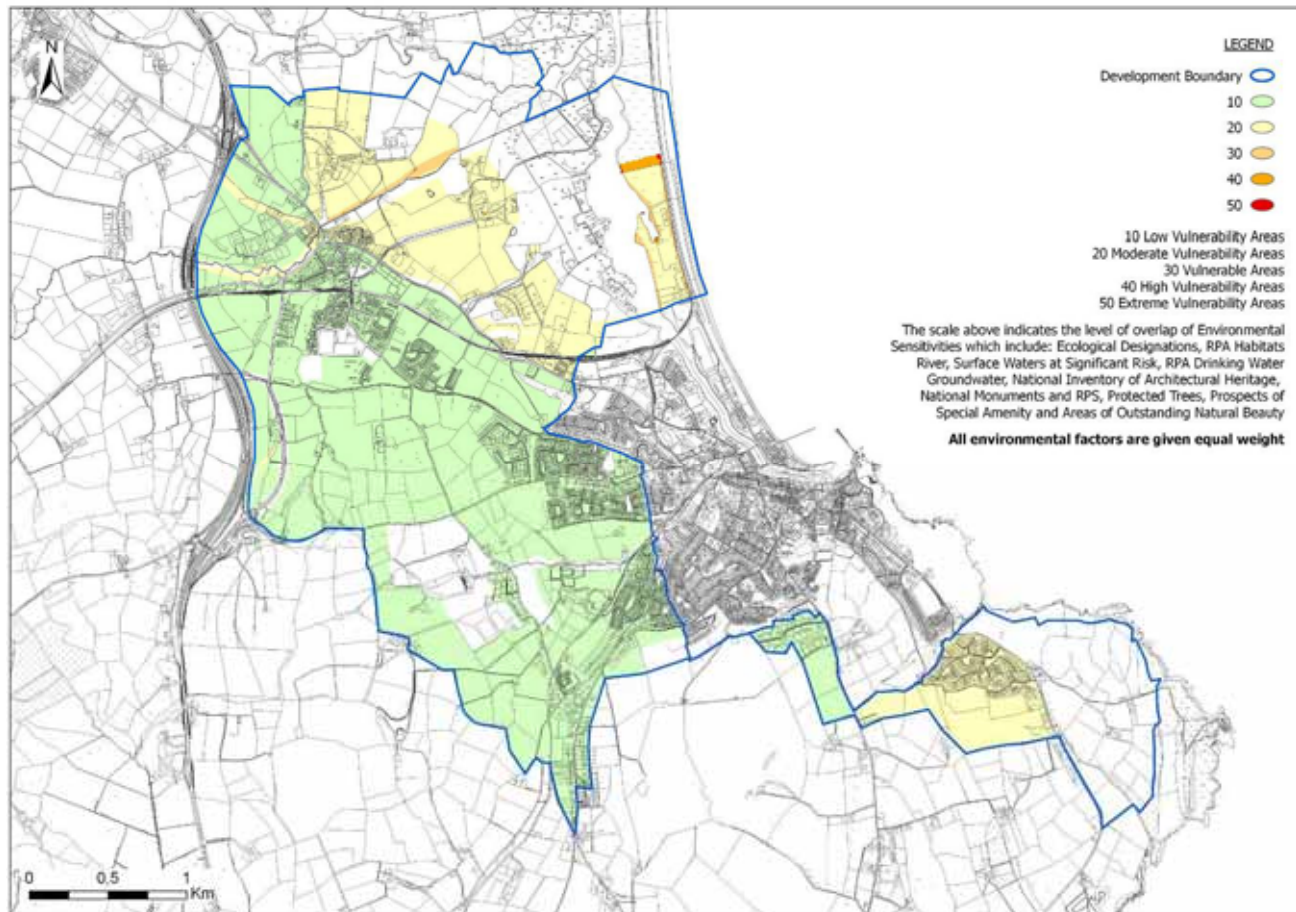 N
LEGEND
Development Boundary
10
20
30
40
50
10 Low Vulnerability Areas
20 Moderate Vulnerability Areas
30 Vulnerable Areas
40 High Vulnerability Areas
50 Extreme Vulnerability Areas
The scale above indicates the level of overlap of Environmental
Sensitivities which include: Ecological Designations, RPA Habitats
River, Surface Waters at Significant Risk, RPA Drinking Water
Groundwater, National Inventory of Architectural Heritage,
National Monuments and RPS, Protected Trees, Prospects of
Special Amenity and Areas of Outstanding Natural Beauty
All environmental factors are given equal weight
0 0.5 1
Km